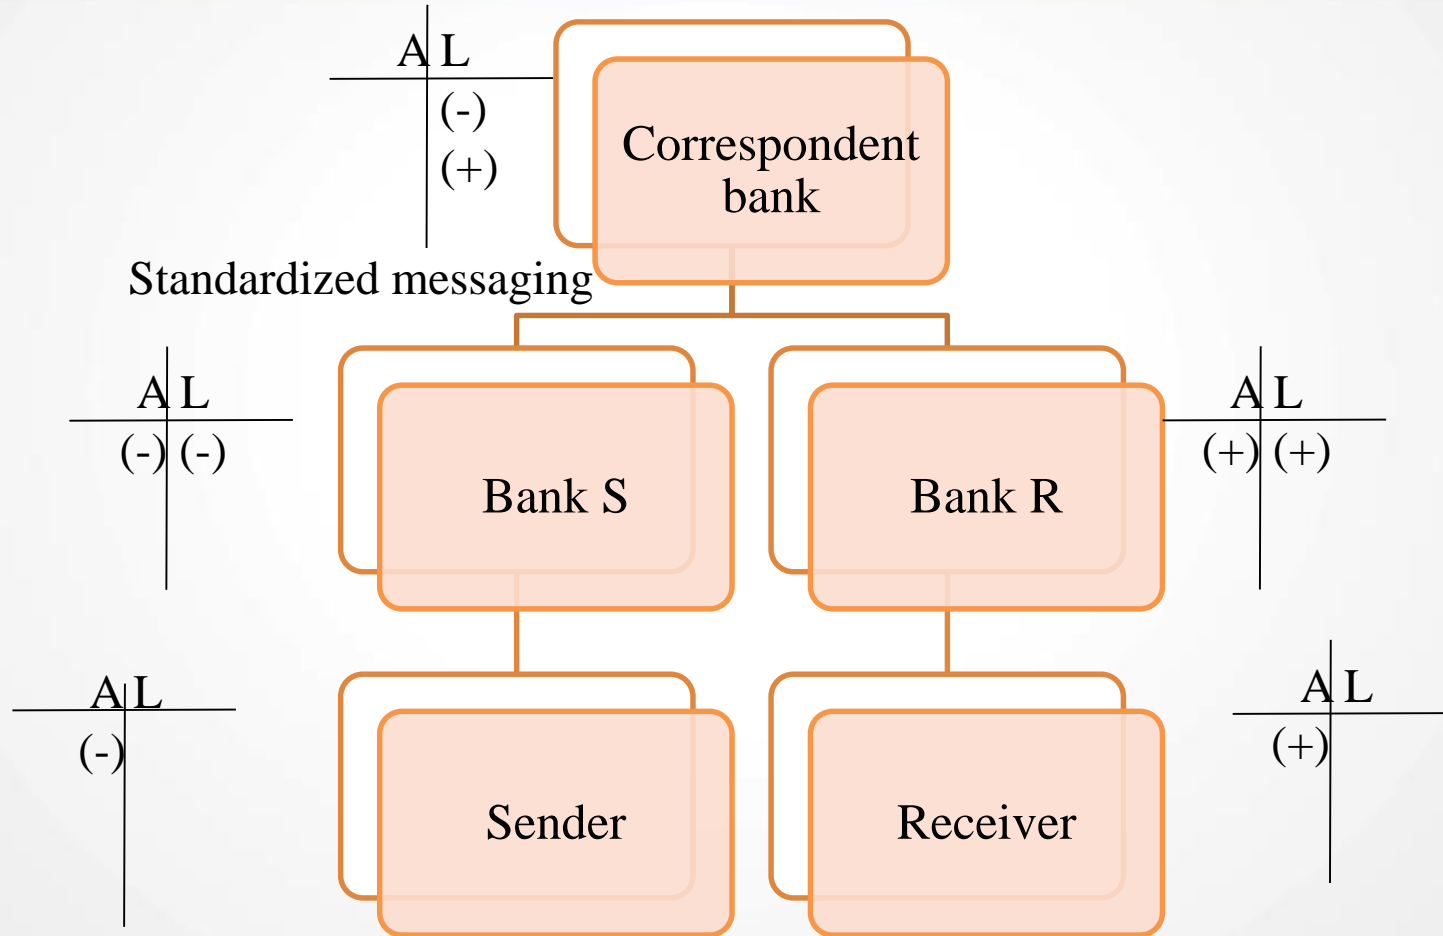 A L
(-)
(+)
Correspondent
bank
Standardized messaging
A L
(-) (-)
Bank S
Bank R
A L
(+) (+)
A L
(-)
Sender
Receiver
A L
(+)